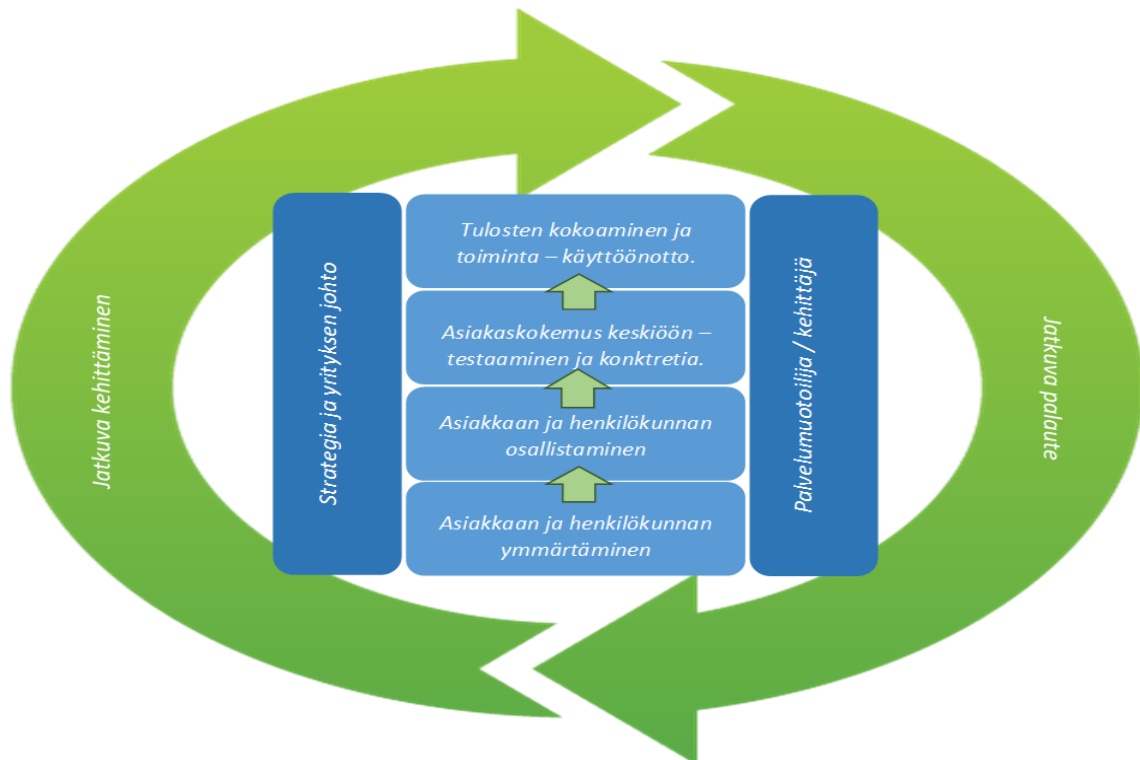 Jatkuva kehittäminen
Strategia ja yrityksen johto
Tulosten kokoaminen ja
toiminta – käyttöönotto.
Asiakaskokemus keskiöön –
testaaminen ja konktretia.
Asiakkaan ja henkilökunnan
osallistaminen
Asiakkaan ja henkilökunnan
ymmärtäminen
Palvelumuotoilija / kehittäjä
Jatkuva palaute